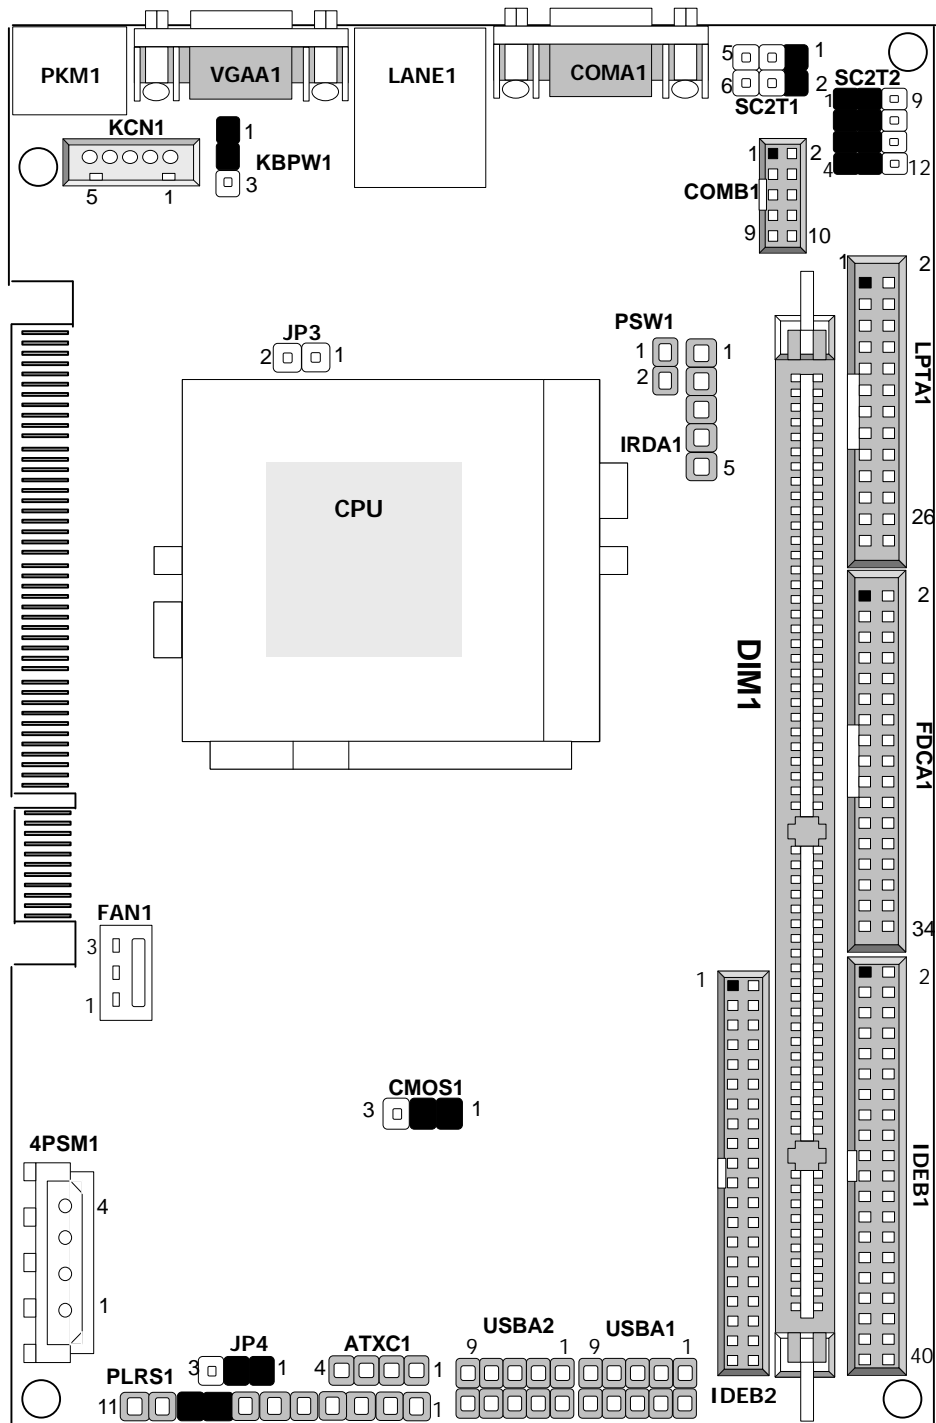 PKM1 VGAA1 LANE1 COMA1
5 1
6 2
SC2T1
SC2T2
1 9
4 12
KCN1
5 1
1
KBPW1
3
1 2
COMB1
9 10
1 2
LPTA1
26
JP3
2 1
PSW1
1 1
2
IRDA1
5
CPU
DIM1
2
FDCA1
34
FAN1
3
1
1
2
IDEB1
40
CMOS1
3 1
4PSM1
4
1
USBA2
9 1
USBA1
9 1
JP4
3 1
ATXC1
4 1
PLRS1
11 1
IDEB2